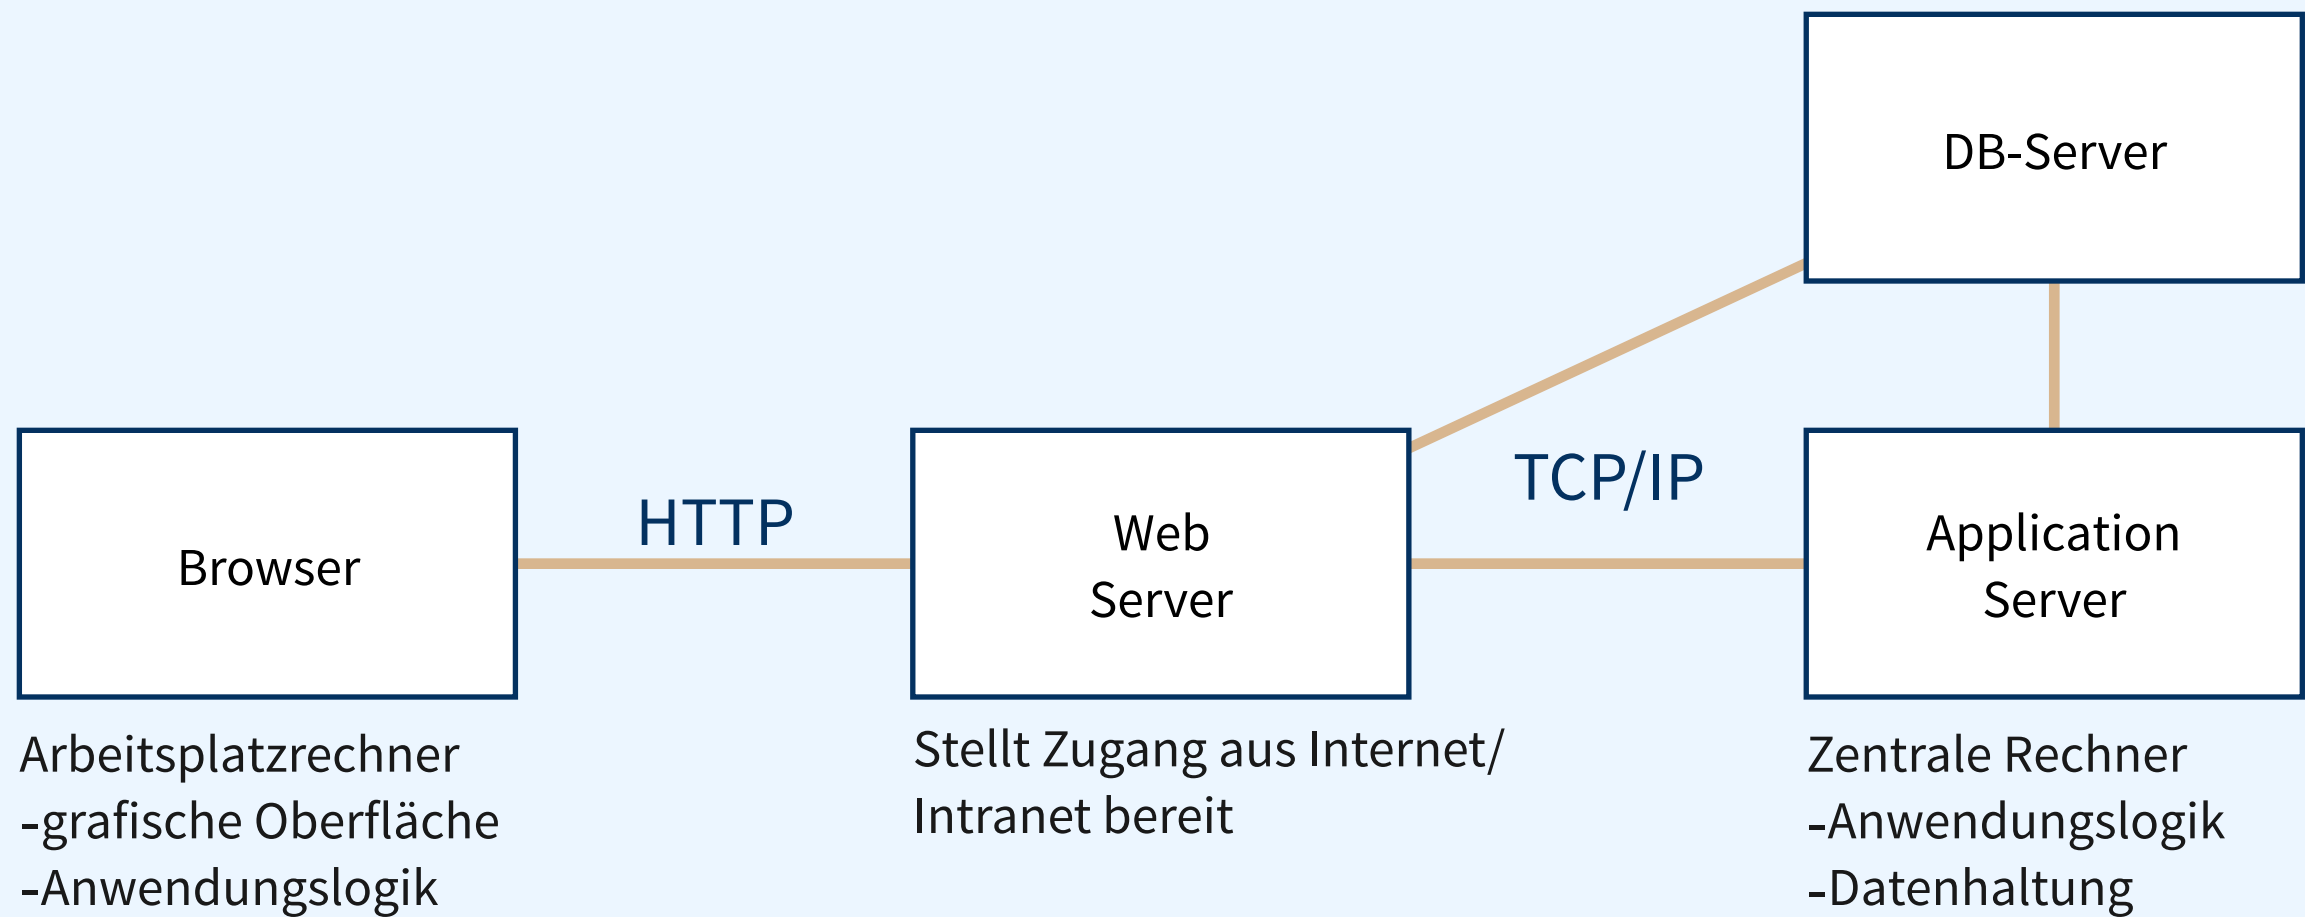 DB-Server
HTTP
TCP/IP
Browser
Web
Server
Application
Server
Arbeitsplatzrechner
-grafische Oberfläche
-Anwendungslogik
Stellt Zugang aus Internet/
Intranet bereit
Zentrale Rechner
-Anwendungslogik
-Datenhaltung